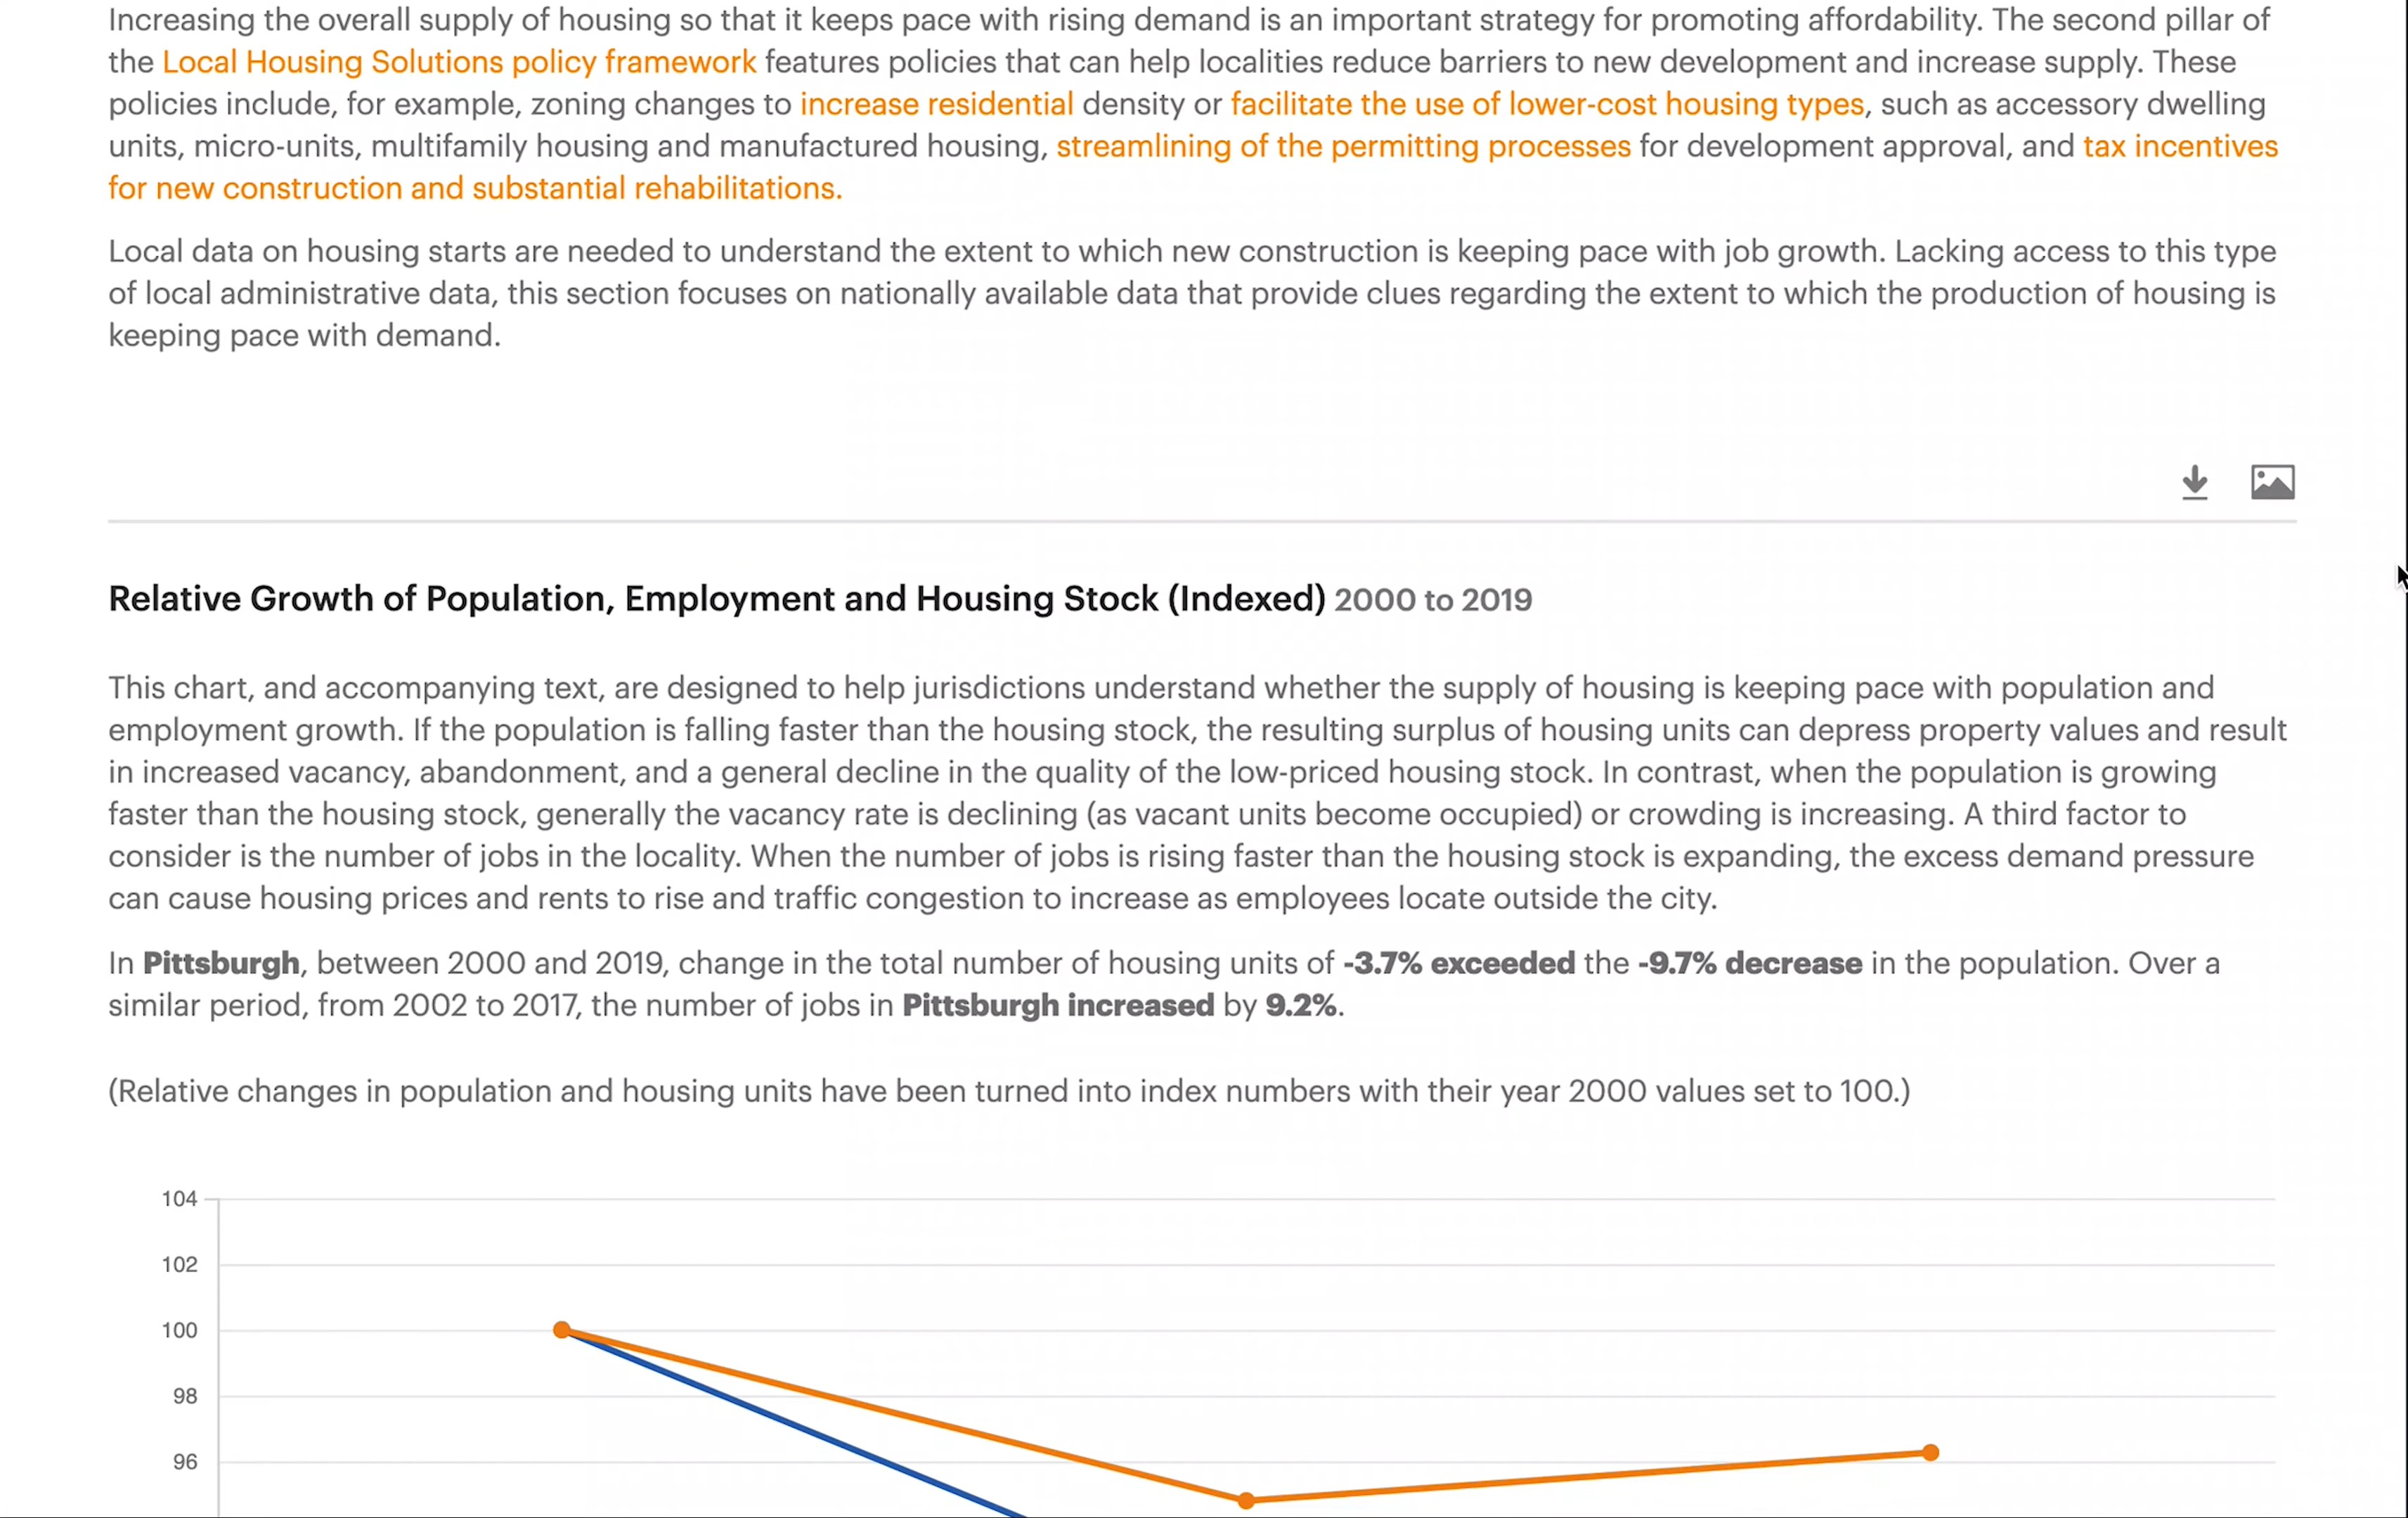 Increasing the overall supply of housing so that it keeps pace with rising demand is an important strategy for promoting affordability. The second pillar of
the Local Housing Solutions policy framework features policies that can help localities reduce barriers to new development and increase supply. These
policies include, for example, zoning changes to increase residential density or facilitate the use of lower-cost housing types, such as accessory dwelling
units, micro-units, multifamily housing and manufactured housing, streamlining of the permitting processes for development approval, and tax incentives
for new construction and substantial rehabilitations.
Local data on housing starts are needed to understand the extent to which new construction is keeping pace with job growth. Lacking access to this type
of local administrative data, this section focuses on nationally available data that provide clues regarding the extent to which the production of housing is
keeping pace with demand.
Relative Growth of Population, Employment and Housing Stock (Indexed) 2000 to 2019
This chart, and accompanying text, are designed to help jurisdictions understand whether the supply of housing is keeping pace with population and
employment growth. If the population is falling faster than the housing stock, the resulting surplus of housing units can depress property values and result
in increased vacancy, abandonment, and a general decline in the quality of the low-priced housing stock. In contrast, when the population is growing
faster than the housing stock, generally the vacancy rate is declining (as vacant units become occupied) or crowding is increasing. A third factor to
consider is the number of jobs in the locality. When the number of jobs is rising faster than the housing stock is expanding, the excess demand pressure
can cause housing prices and rents to rise and traffic congestion to increase as employees locate outside the city.
In Pittsburgh, between 2000 and 2019, change in the total number of housing units of -3.7% exceeded the -9.7% decrease in the population. Over a
similar period, from 2002 to 2017, the number of jobs in Pittsburgh increased by 9.2%.
(Relative changes in population and housing units have been turned into index numbers with their year 2000 values set to 100.)
104
102
100
98
96